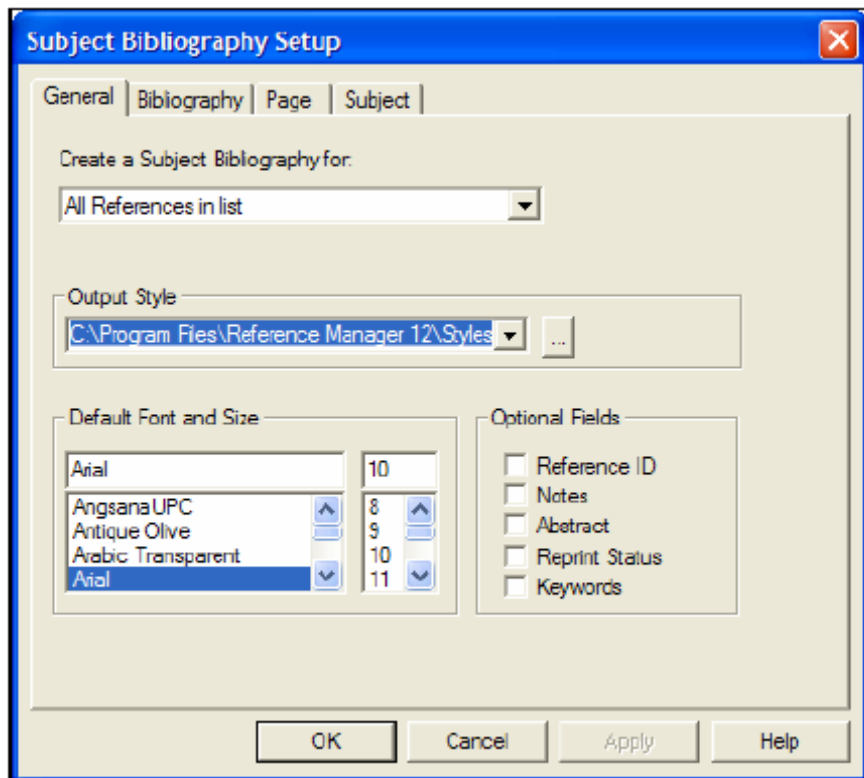 Subject Bibliography Setup
General Bibliography Page Subject
Create a Subject Bibliography for:
All References in list
Output Style
C:\Program Files\Reference Manager 12\Styles
...
Default Font and Size
Arial 10
AngsanaUPC 8
Antique Olive 9
Arabic Transparent 10
Arial 11
Optional Fields
Reference ID
Notes
Abstract
Reprint Status
Keywords
OK Cancel Apply Help